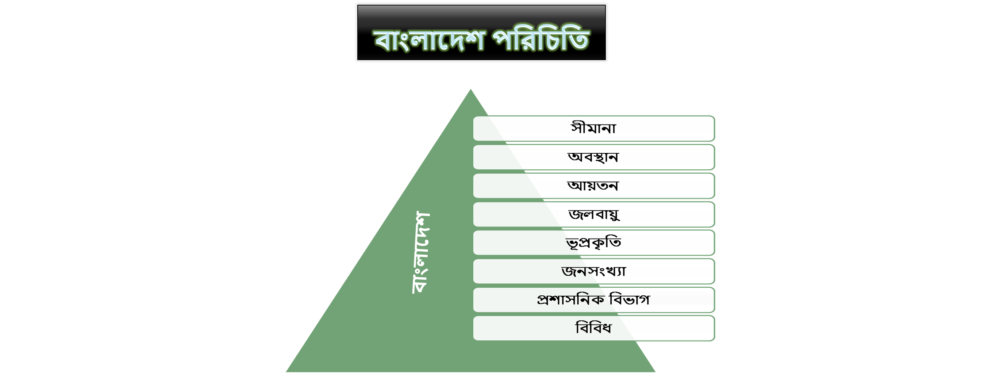 বাংলাদেশ পরিচিতি
বাংলাদেশ
সীমানা
অবস্থান
আয়তন
জলবায়ু
ভূপ্রকৃতি
জনসংখ্যা
প্রশাসনিক বিভাগ
বিবিধ